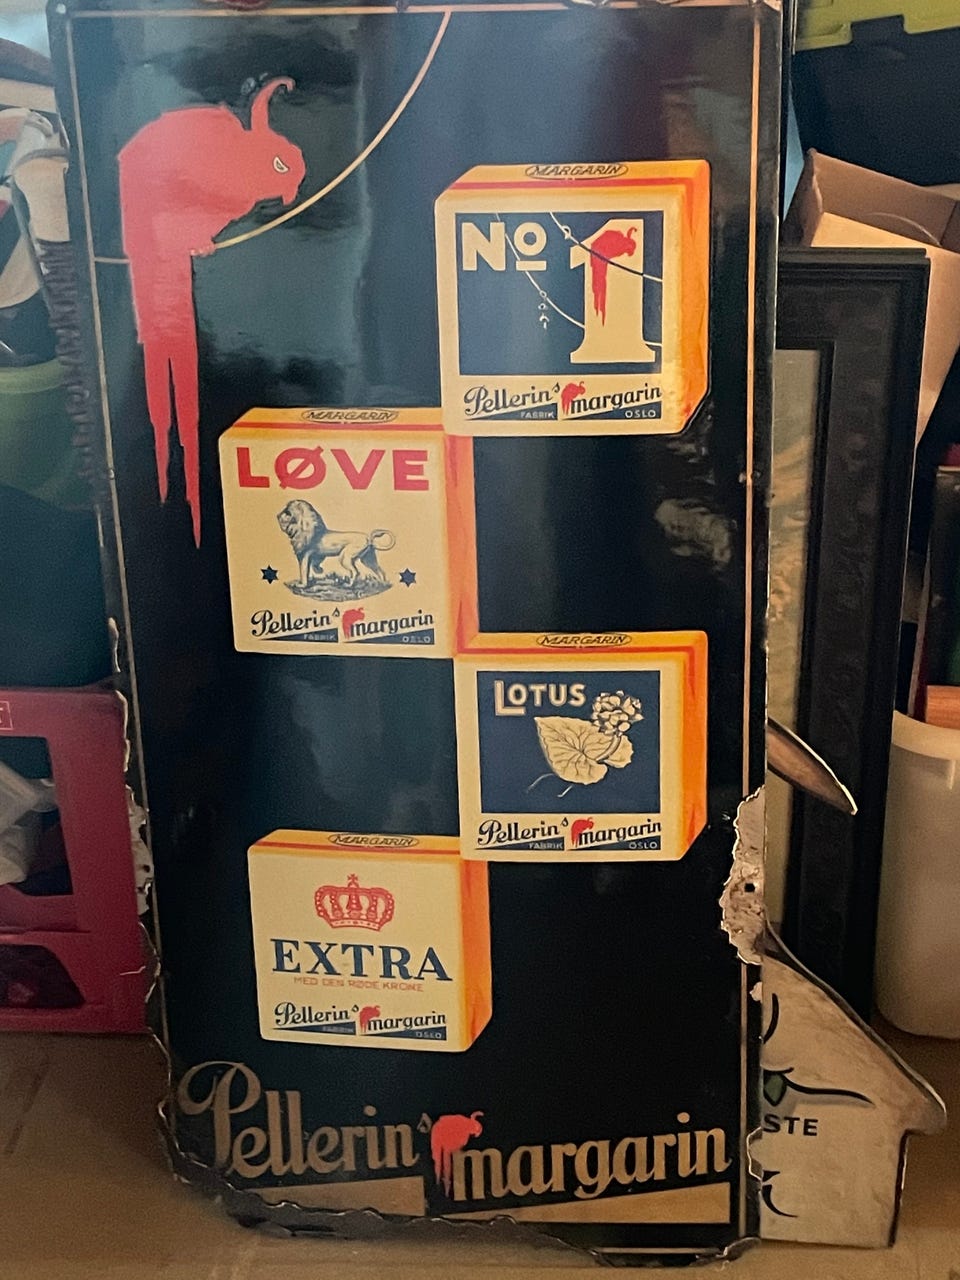 MARGARIN
Nº 1
Pellerin's margarin
FABRIK OSLO
MARGARIN
LØVE
Pellerin's margarin
FABRIK OSLO
MARGARIN
LOTUS
Pellerin's margarin
FABRIK OSLO
MARGARIN
EXTRA
MED DEN RØDE KRONE
Pellerin's margarin
FABRIK OSLO
Pellerin's margarin
STE